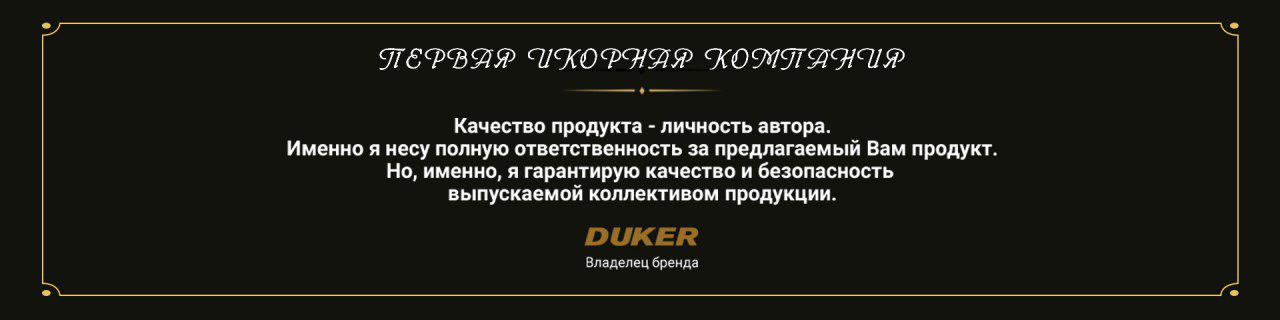 ПЕРВАЯ ИКОРНАЯ КОМПАНИЯ
Качество продукта - личность автора.
Именно я несу полную ответственность за предлагаемый Вам продукт.
Но, именно, я гарантирую качество и безопасность
выпускаемой коллективом продукции.
DUKER
Владелец бренда